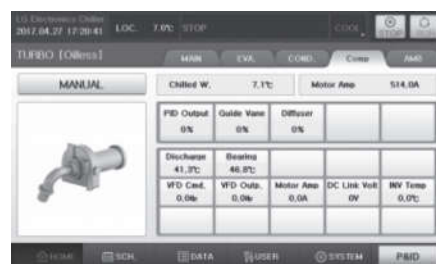 LG Electronics Chiller
2017.04.27 17:20:41 LOC. 7.0℃ STOP COOL STOP
TURBO [Oilless] MAIN EVA. COND. Comp AMB
MANUAL Chilled W. 7,1℃ Motor Amp 514,0A
PID Output Guide Vane Diffuser
0% 0% 0%
Discharge Bearing
41,3℃ 46,8℃
VFD Cmd. VFD Outp. Motor Amp DC Link Volt INV Temp
0,0Hz 0,0Hz 0,0A 0V 0,0℃
HOME SCH. DATA USER SYSTEM P&ID